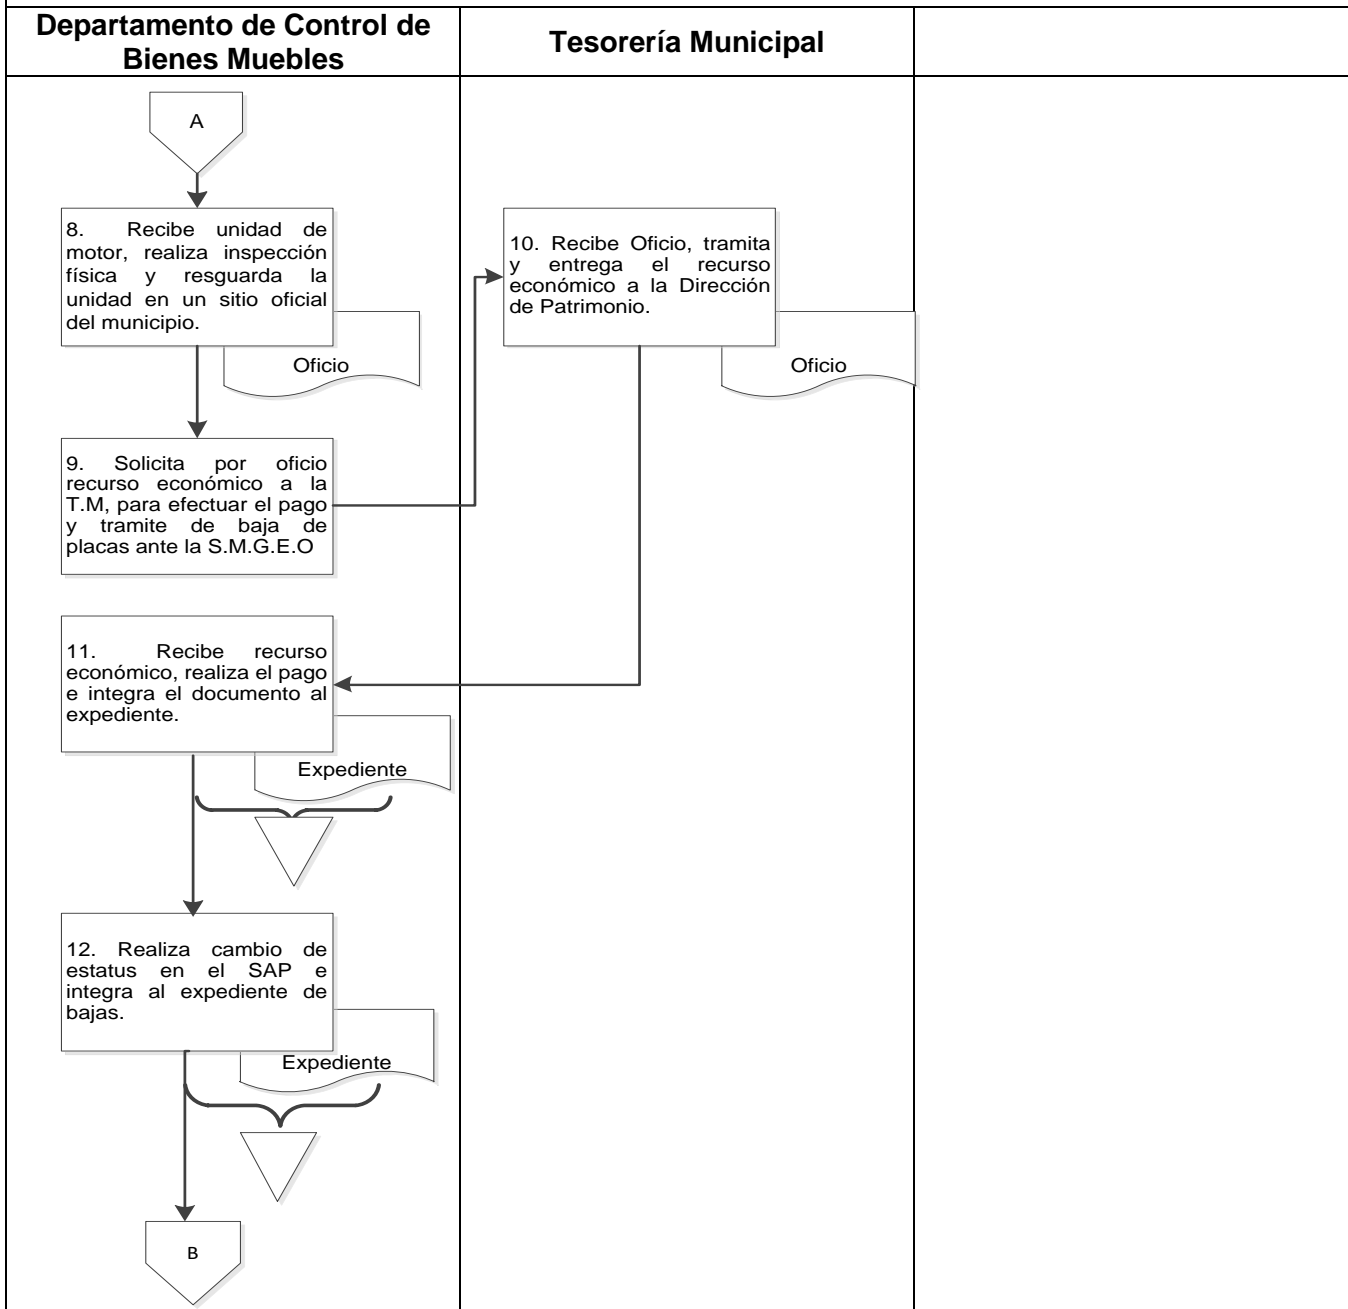 Departamento de Control de
Bienes Muebles
Tesorería Municipal
A
8. Recibe unidad de
motor, realiza inspección
física y resguarda la
unidad en un sitio oficial
del municipio.
Oficio
10. Recibe Oficio, tramita
y entrega el recurso
económico a la Dirección
de Patrimonio.
Oficio
9. Solicita por oficio
recurso económico a la
T.M, para efectuar el pago
y tramite de baja de
placas ante la S.M.G.E.O
11. Recibe recurso
económico, realiza el pago
e integra el documento al
expediente.
Expediente
12. Realiza cambio de
estatus en el SAP e
integra al expediente de
bajas.
Expediente
B